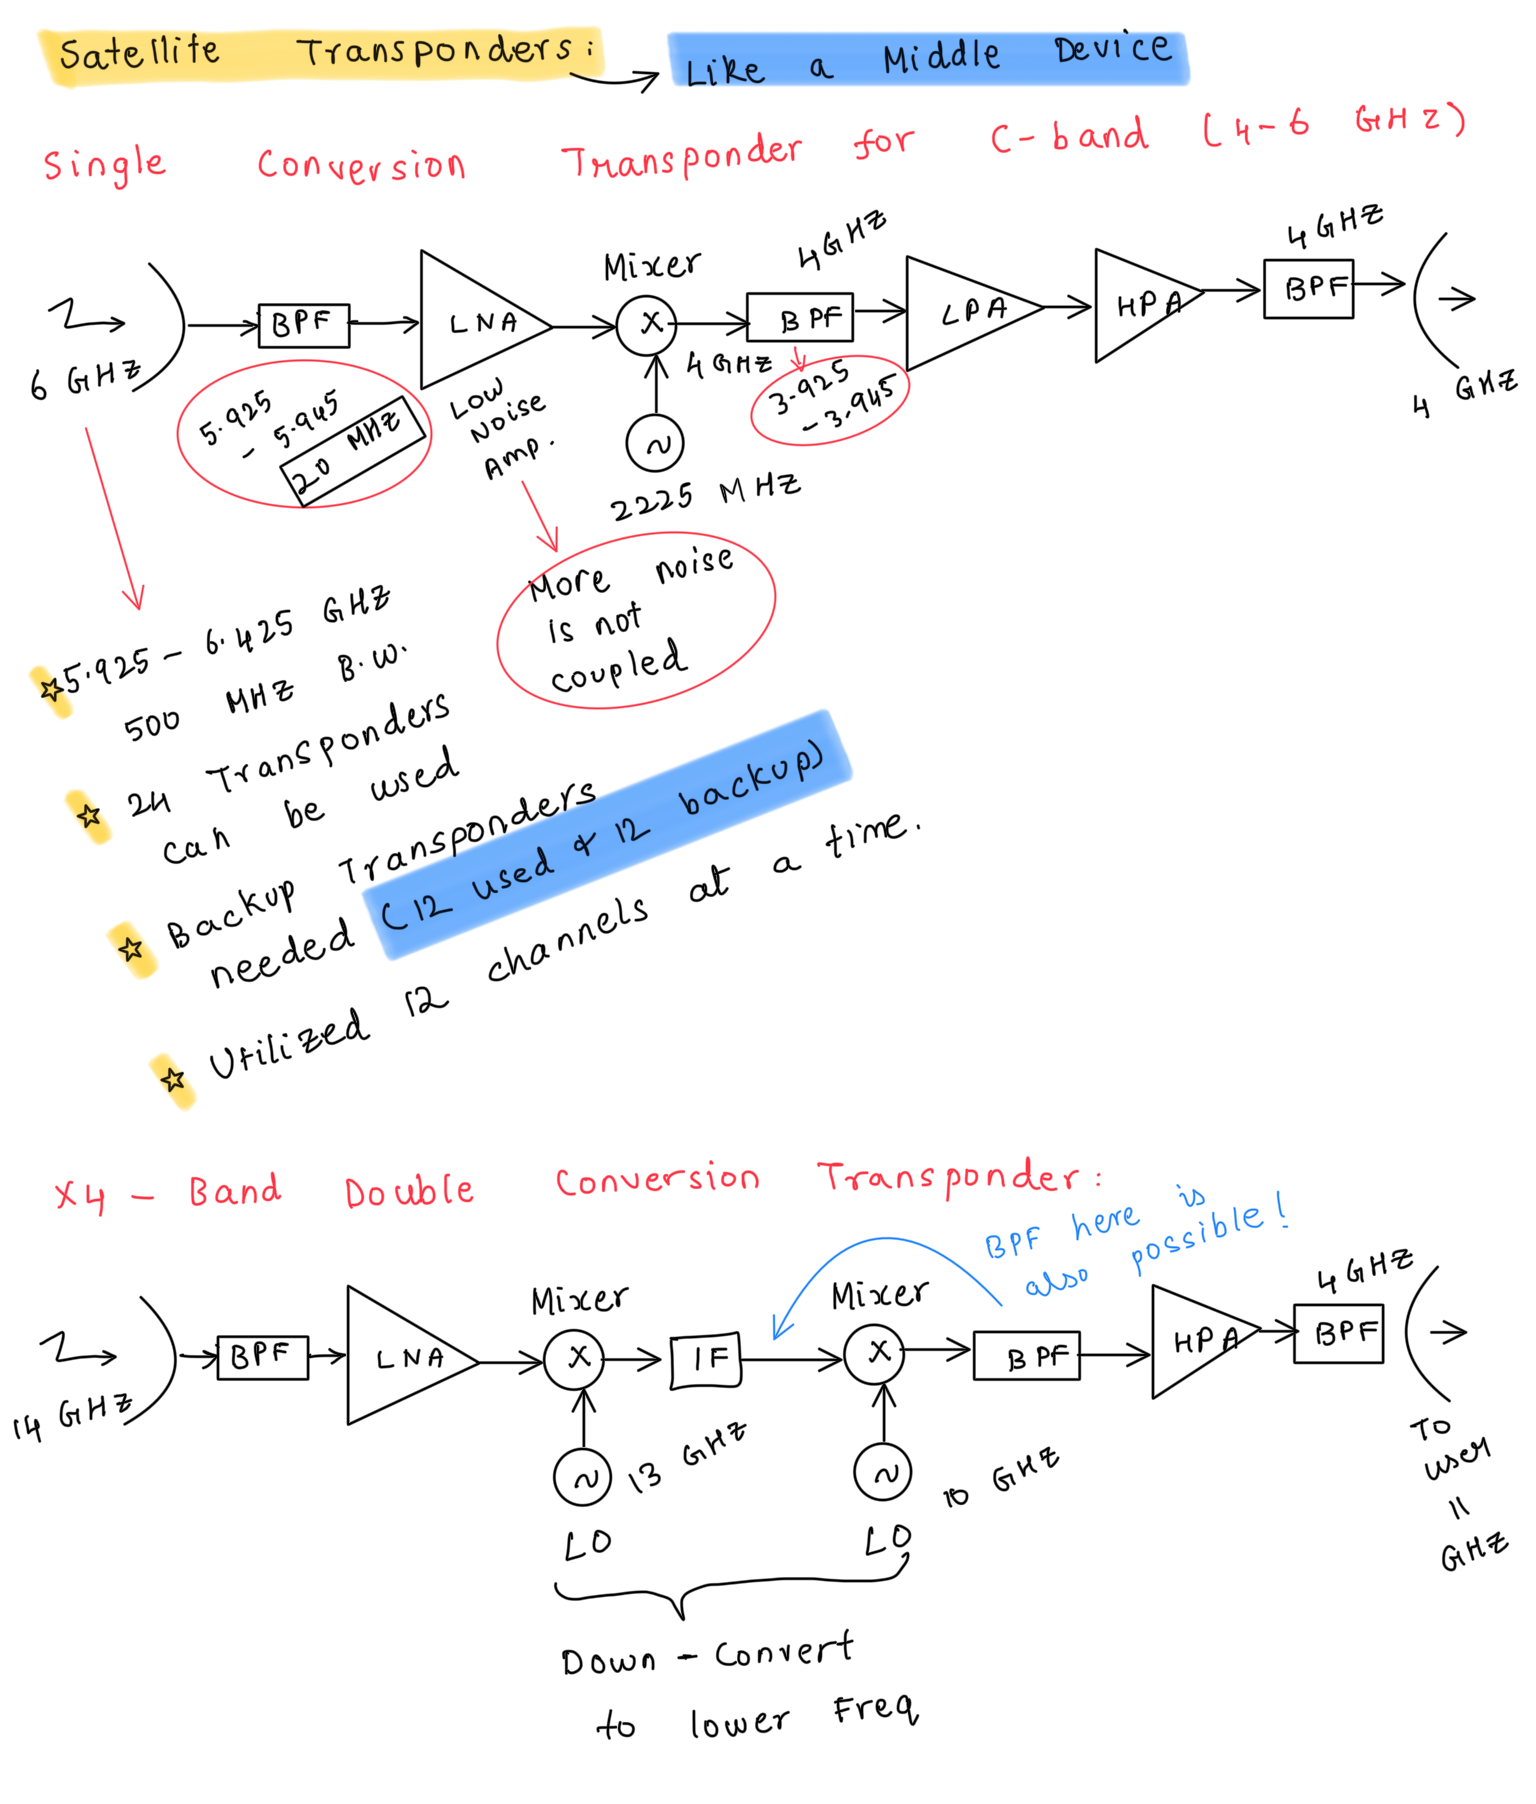 Satellite Transponders:
Like a Middle Device
Single Conversion Transponder for C-band (4-6 GHz)
6 GHz
BPF
5.925
- 5.945
20 MHz
LNA
Low
Noise
Amp.
Mixer
X
~
2225 MHz
4 GHz
4GHz
BPF
3.925
- 3.945
LPA
HPA
4 GHz
BPF
4 GHz
More noise
is not
coupled
☆ 5.925 - 6.425 GHz
500 MHz B.W.
☆ 24 Transponders
can be used
☆ Backup Transponders
needed (12 used & 12 backup)
☆ Utilized 12 channels at a time.
X4 - Band Double Conversion Transponder:
BPF here is
also possible!
14 GHz
BPF
LNA
Mixer
X
~
13 GHz
LO
IF
Mixer
X
~
10 GHz
LO
BPF
HPA
4 GHz
BPF
To
user
11
GHz
Down - Convert
to lower Freq